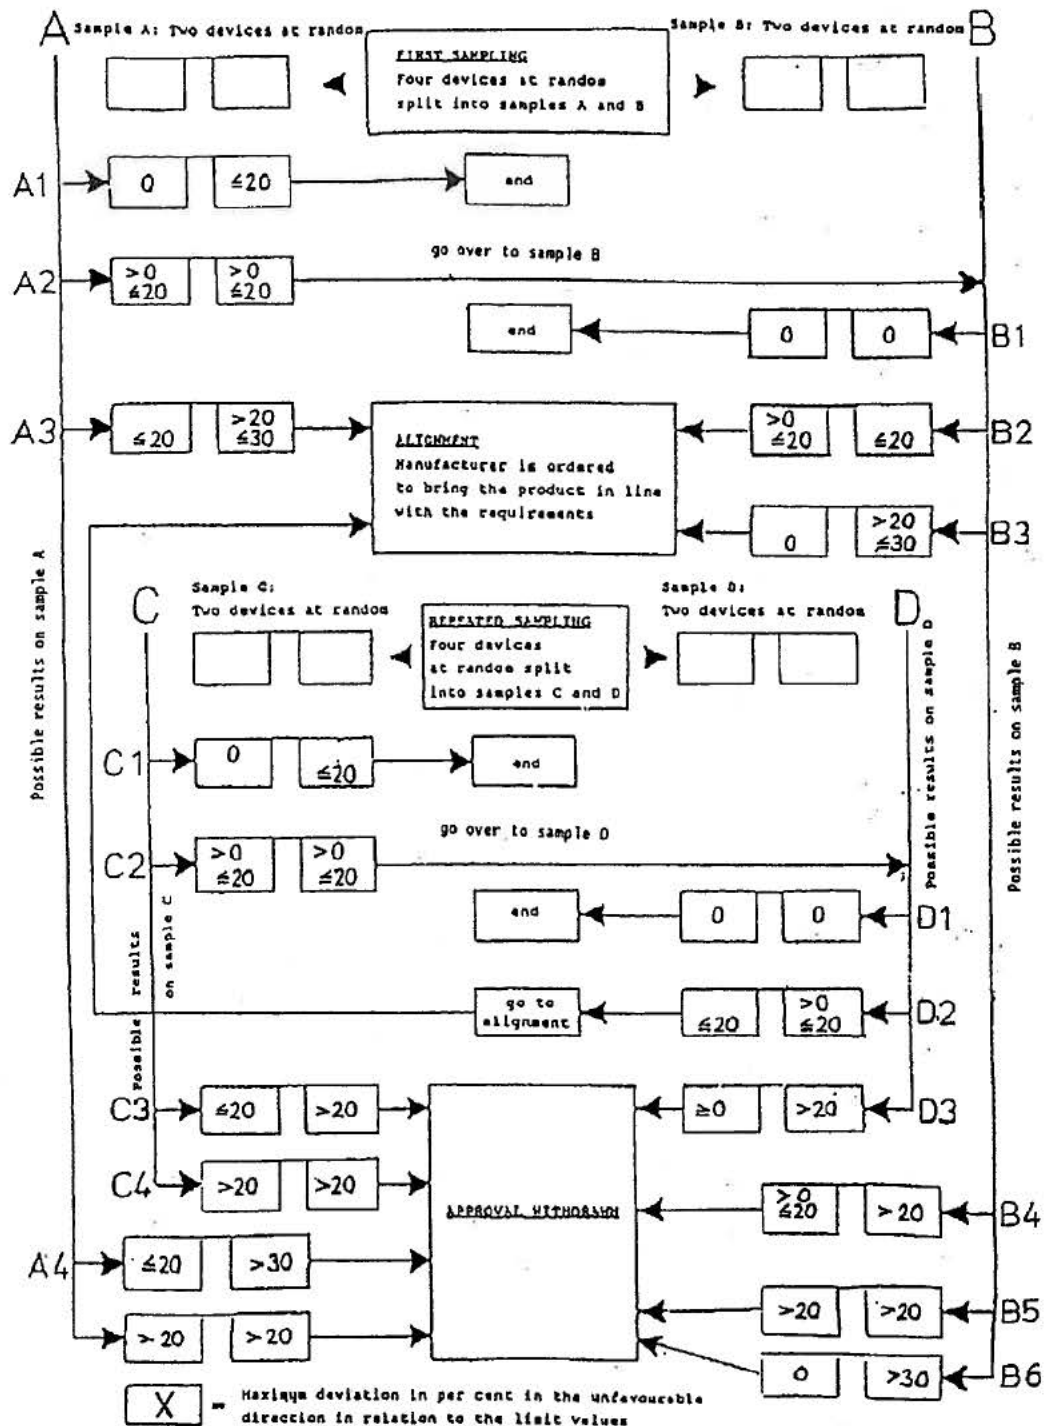 A
Sample A: Two devices at random
Sample B: Two devices at random
B
FIRST SAMPLING
Four devices at random
split into samples A and B
A1
0
≦20
end
go over to sample B
A2
>0
≦20
>0
≦20
end
0
0
B1
A3
≦20
>20
≦30
ALIGNMENT
Manufacturer is ordered
to bring the product in line
with the requirements
>0
≦20
≦20
B2
0
>20
≦30
B3
Possible results on sample A
C
Sample C:
Two devices at random
REPEATED SAMPLING
Four devices
at random split
into samples C and D
Sample D:
Two devices at random
D
Possible results on sample D
Possible results on sample B
C1
0
≦20
end
go over to sample D
C2
>0
≦20
>0
≦20
Possible results
on sample C
end
0
0
D1
go to
alignment
≦20
>0
≦20
D2
C3
≦20
>20
≧0
>20
D3
C4
>20
>20
APPROVAL WITHDRAWN
>0
≦20
>20
B4
A4
≦20
>30
>20
>20
B5
>20
>20
0
>30
B6
X = Maximum deviation in per cent in the unfavourable
direction in relation to the limit values